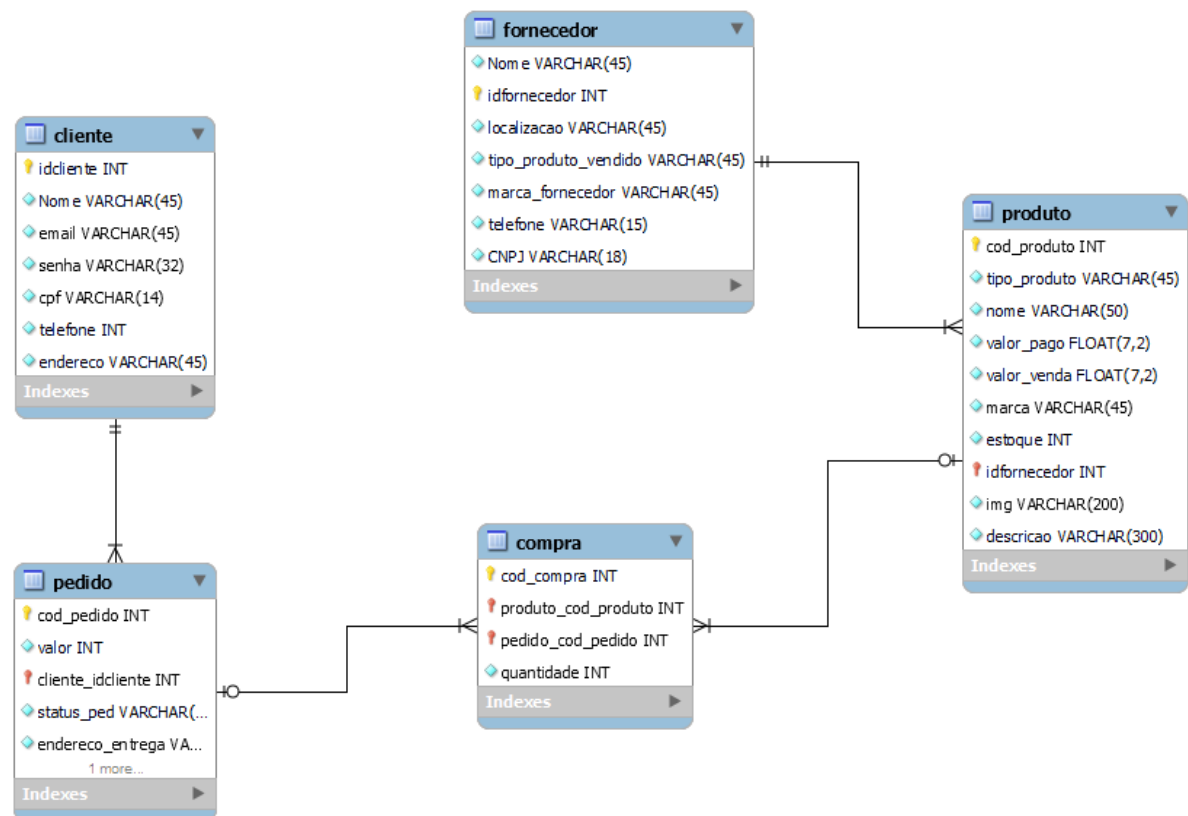 fornecedor
Nome VARCHAR(45)
idfornecedor INT
localizacao VARCHAR(45)
tipo_produto_vendido VARCHAR(45)
marca_fornecedor VARCHAR(45)
telefone VARCHAR(15)
CNPJ VARCHAR(18)
Indexes
cliente
idcliente INT
Nome VARCHAR(45)
email VARCHAR(45)
senha VARCHAR(32)
cpf VARCHAR(14)
telefone INT
endereco VARCHAR(45)
Indexes
produto
cod_produto INT
tipo_produto VARCHAR(45)
nome VARCHAR(50)
valor_pago FLOAT(7,2)
valor_venda FLOAT(7,2)
marca VARCHAR(45)
estoque INT
idfornecedor INT
img VARCHAR(200)
descricao VARCHAR(300)
Indexes
compra
cod_compra INT
produto_cod_produto INT
pedido_cod_pedido INT
quantidade INT
Indexes
pedido
cod_pedido INT
valor INT
cliente_idcliente INT
status_ped VARCHAR(...
endereco_entrega VA...
1 more...
Indexes